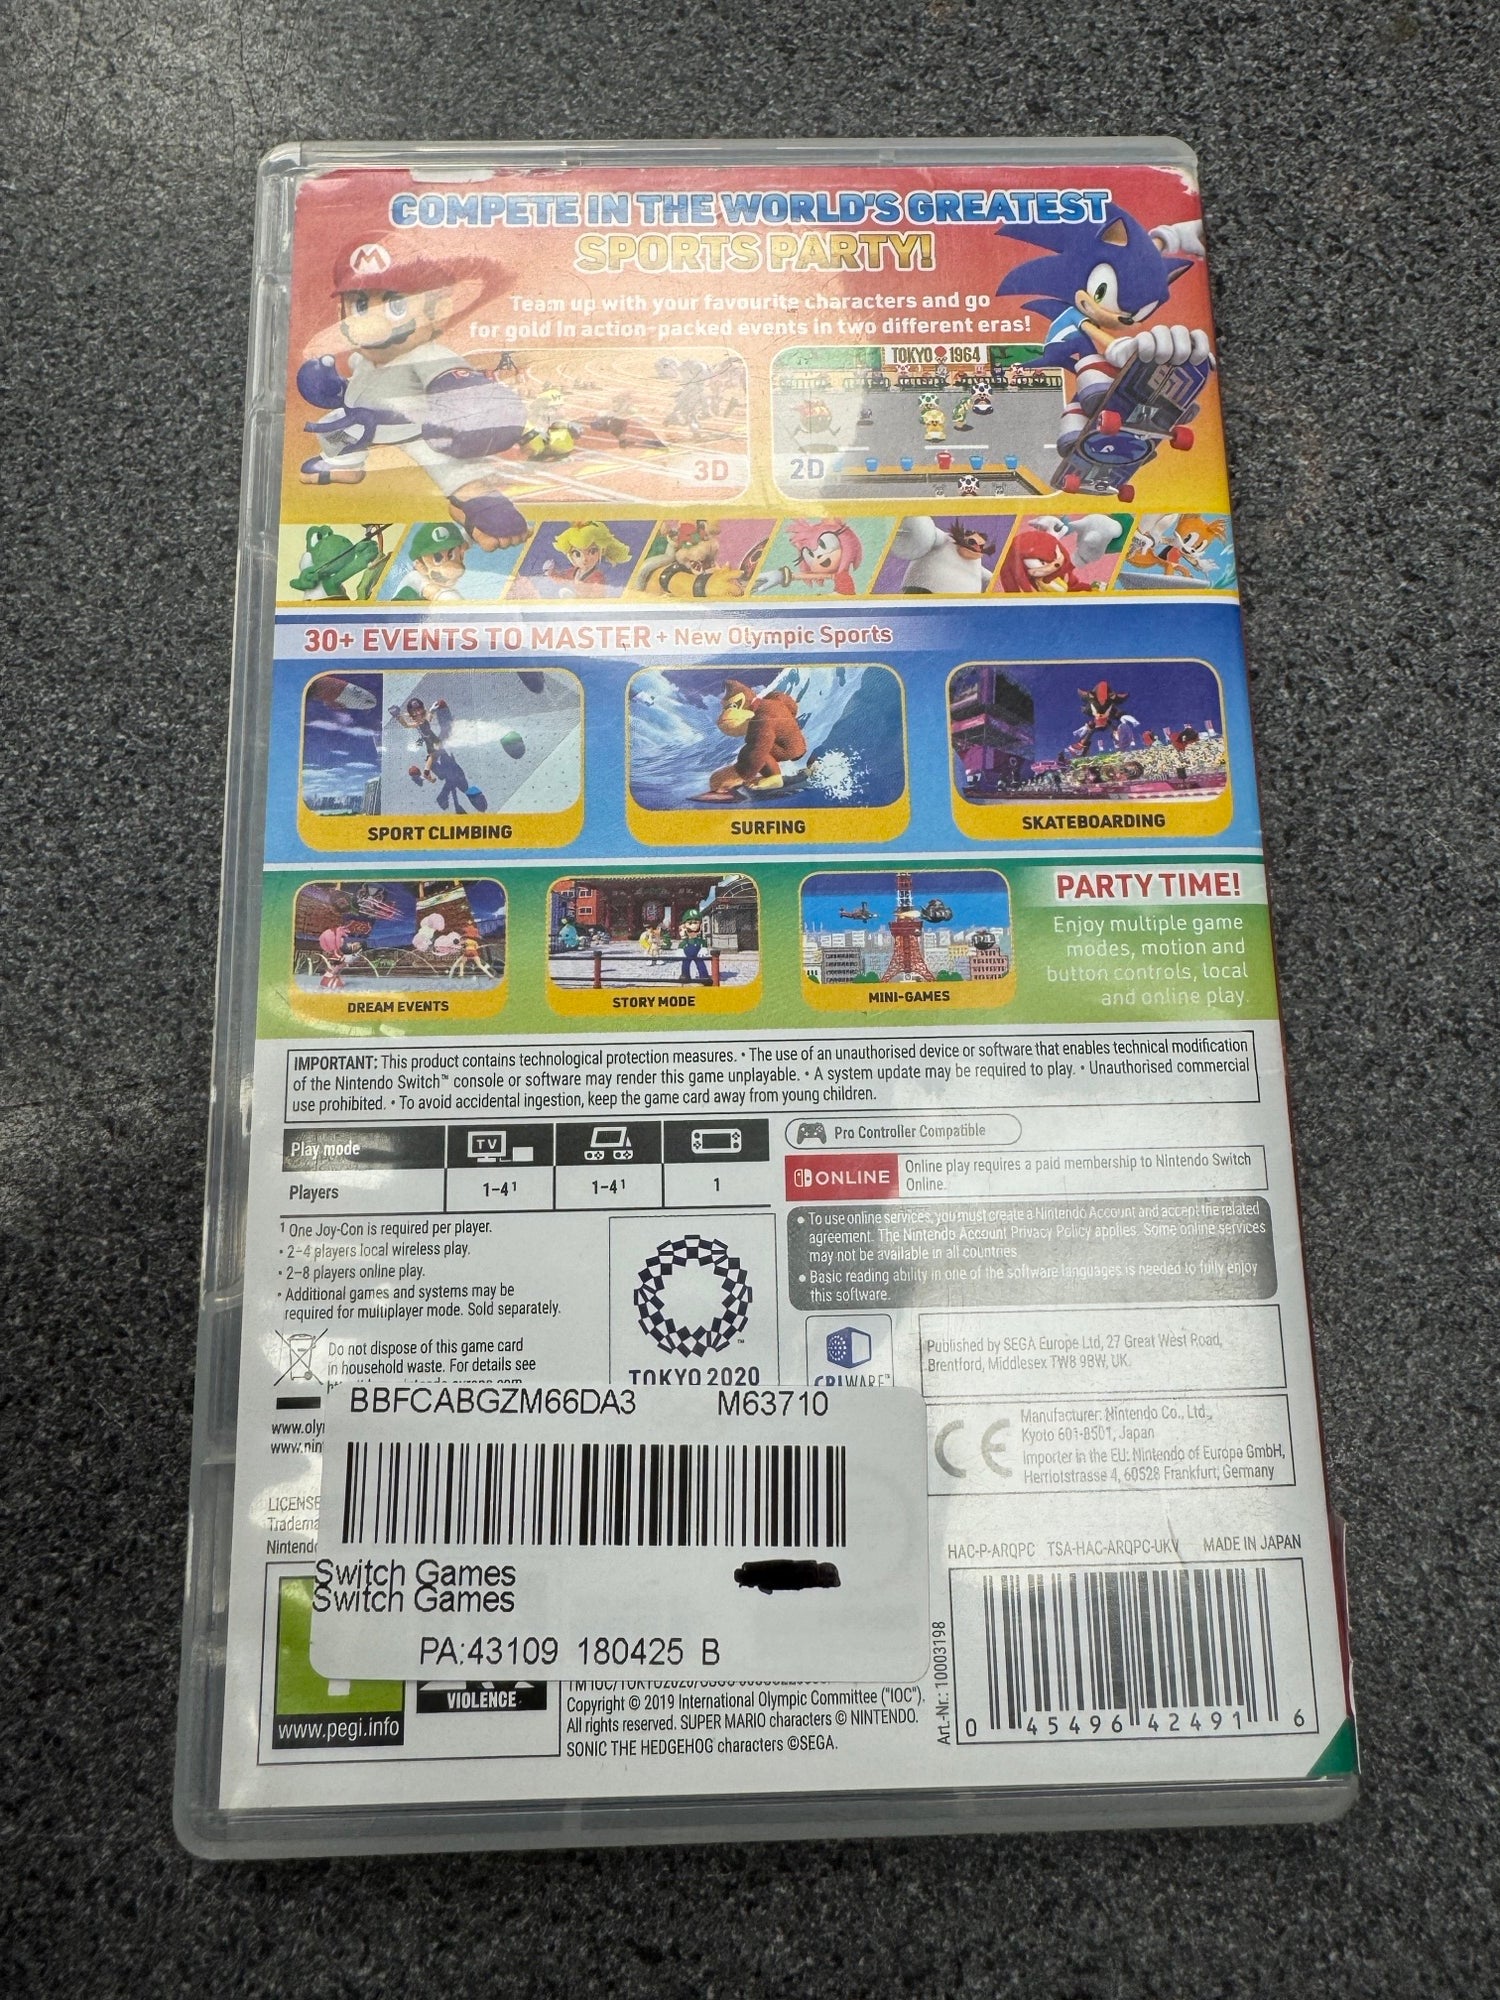 COMPETE IN THE WORLD'S GREATEST
SPORTS PARTY!
Team up with your favourite characters and go
for gold in action-packed events in two different eras!
TOKYO 1964
3D
2D
30+ EVENTS TO MASTER + New Olympic Sports
SPORT CLIMBING
SURFING
SKATEBOARDING
DREAM EVENTS
STORY MODE
MINI-GAMES
PARTY TIME!
Enjoy multiple game
modes, motion and
button controls, local
and online play.
IMPORTANT: This product contains technological protection measures. • The use of an unauthorised device or software that enables technical modification
of the Nintendo Switch™ console or software may render this game unplayable. • A system update may be required to play. • Unauthorised commercial
use prohibited. • To avoid accidental ingestion, keep the game card away from young children.
Play mode
TV
Players
1-4¹
1-4¹
1
Pro Controller Compatible
ONLINE
Online play requires a paid membership to Nintendo Switch
Online.
¹ One Joy-Con is required per player.
• 2-4 players local wireless play.
• 2-8 players online play.
• Additional games and systems may be
required for multiplayer mode. Sold separately.
• To use online services, you must create a Nintendo Account and accept the related
agreement. The Nintendo Account Privacy Policy applies. Some online services
may not be available in all countries.
• Basic reading ability in one of the software languages is needed to fully enjoy
this software.
Do not dispose of this game card
in household waste. For details see
TOKYO 2020
CRIWARE™
Published by SEGA Europe Ltd, 27 Great West Road,
Brentford, Middlesex TW8 9BW, UK.
www.oly
www.nin
CE
Manufacturer: Nintendo Co., Ltd.,
Kyoto 601-8501, Japan
Importer in the EU: Nintendo of Europe GmbH,
Herriotstrasse 4, 60528 Frankfurt, Germany
BBFCABGZM66DA3 M63710
LICENSE
Tradema
Nintend
Switch Games
Switch Games
PA:43109 180425 B
HAC-P-ARQPC TSA-HAC-ARQPC-UKV MADE IN JAPAN
Art.-Nr.: 10003198
0 45496 42491 6
www.pegi.info
VIOLENCE
Copyright © 2019 International Olympic Committee ("IOC").
All rights reserved. SUPER MARIO characters © NINTENDO.
SONIC THE HEDGEHOG characters ©SEGA.